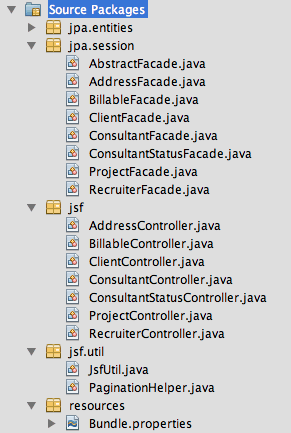 Source Packages
jpa.entities
jpa.session
AbstractFacade.java
AddressFacade.java
BillableFacade.java
ClientFacade.java
ConsultantFacade.java
ConsultantStatusFacade.java
ProjectFacade.java
RecruiterFacade.java
jsf
AddressController.java
BillableController.java
ClientController.java
ConsultantController.java
ConsultantStatusController.java
ProjectController.java
RecruiterController.java
jsf.util
JsfUtil.java
PaginationHelper.java
resources
Bundle.properties